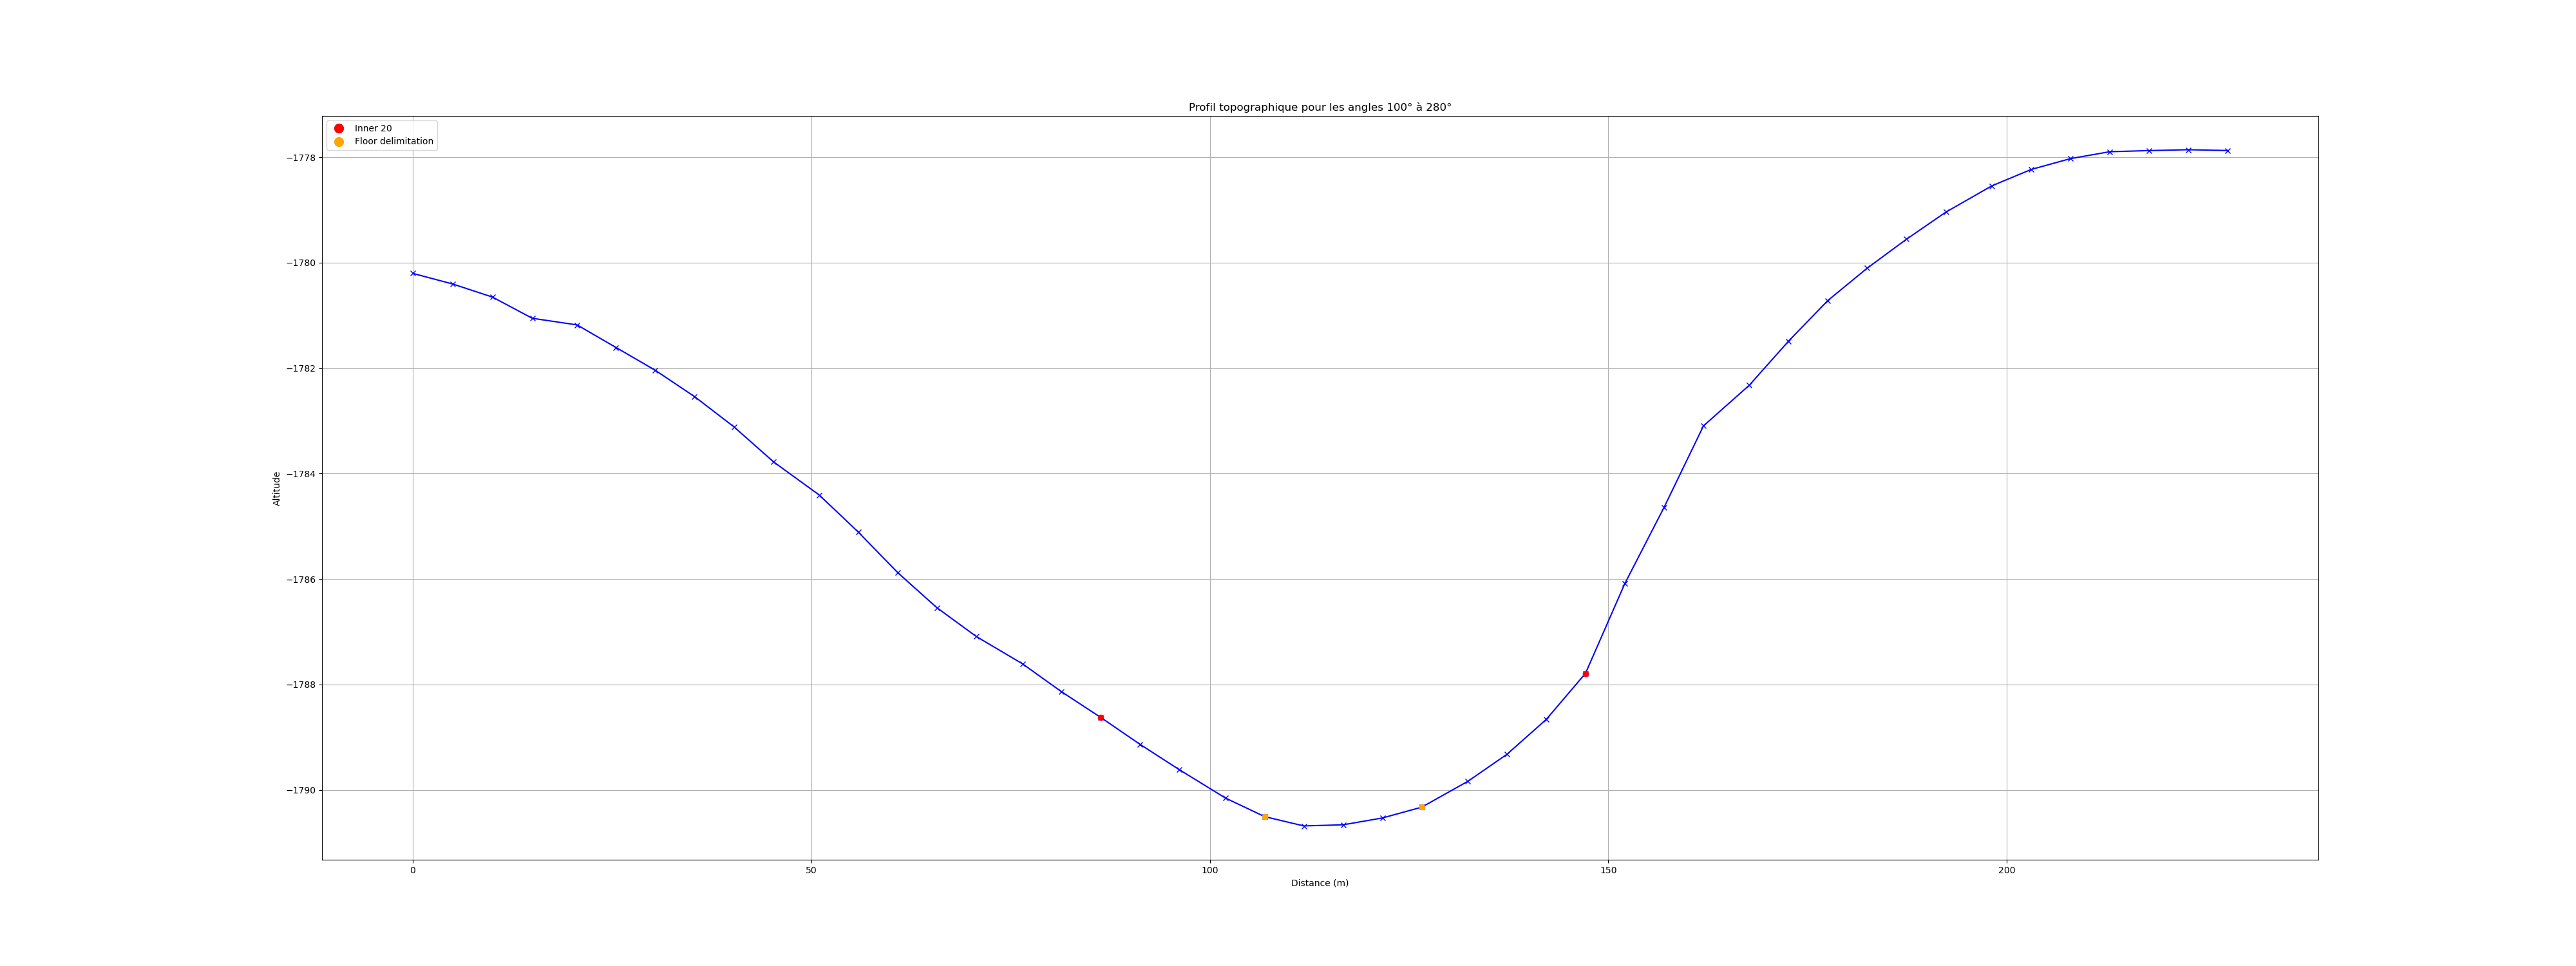 Profil topographique pour les angles 100° à 280°
Inner 20
Floor delimitation
−1778
−1780
−1782
−1784
−1786
−1788
−1790
Altitude
0 50 100 150 200
Distance (m)